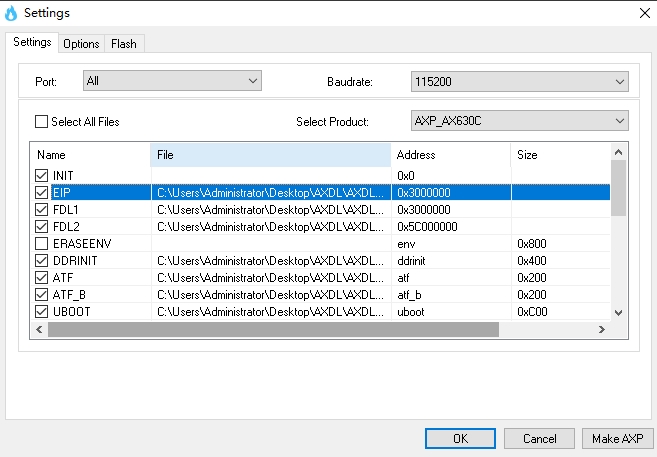 Settings
Settings Options Flash
Port: All Baudrate: 115200
Select All Files Select Product: AXP_AX630C
Name File Address Size
INIT 0x0
EIP C:\Users\Administrator\Desktop\AXDL\AXDL... 0x3000000
FDL1 C:\Users\Administrator\Desktop\AXDL\AXDL... 0x3000000
FDL2 C:\Users\Administrator\Desktop\AXDL\AXDL... 0x5C000000
ERASEENV env 0x800
DDRINIT C:\Users\Administrator\Desktop\AXDL\AXDL... ddrinit 0x400
ATF C:\Users\Administrator\Desktop\AXDL\AXDL... atf 0x200
ATF_B C:\Users\Administrator\Desktop\AXDL\AXDL... atf_b 0x200
UBOOT C:\Users\Administrator\Desktop\AXDL\AXDL... uboot 0xC00
OK Cancel Make AXP